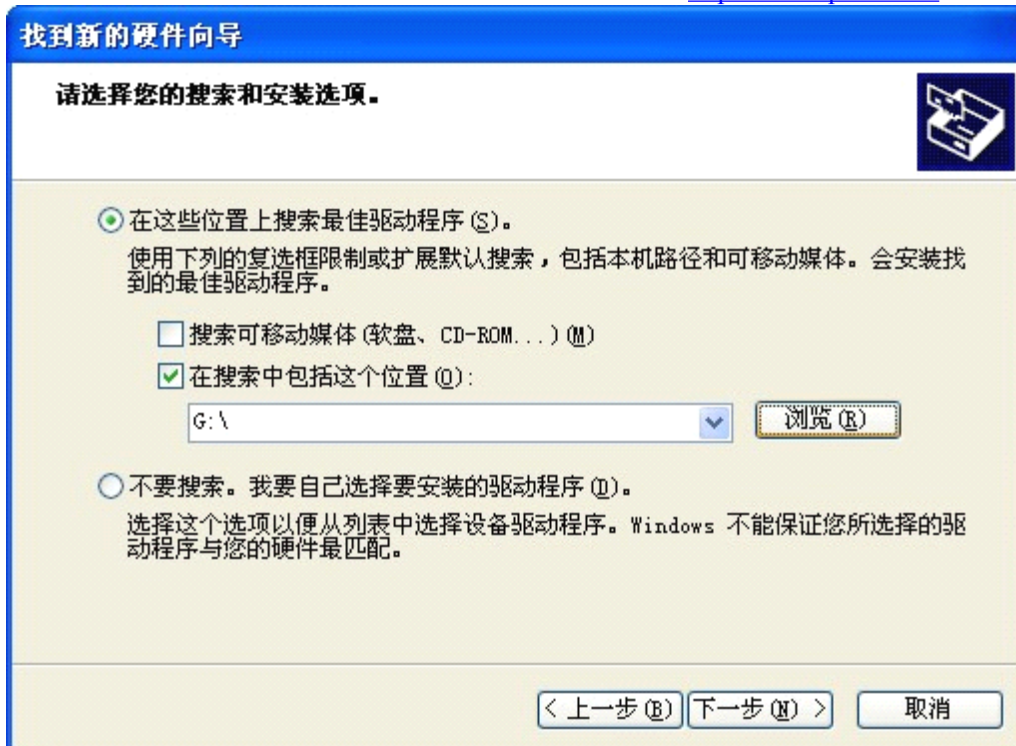 找到新的硬件向导
请选择您的搜索和安装选项。
在这些位置上搜索最佳驱动程序(S)。
使用下列的复选框限制或扩展默认搜索，包括本机路径和可移动媒体。会安装找
到的最佳驱动程序。
搜索可移动媒体(软盘、CD-ROM...)(M)
在搜索中包括这个位置(O):
G:\
浏览(R)
不要搜索。我要自己选择要安装的驱动程序(D)。
选择这个选项以便从列表中选择设备驱动程序。Windows 不能保证您所选择的驱
动程序与您的硬件最匹配。
< 上一步(B) 下一步(N) > 取消